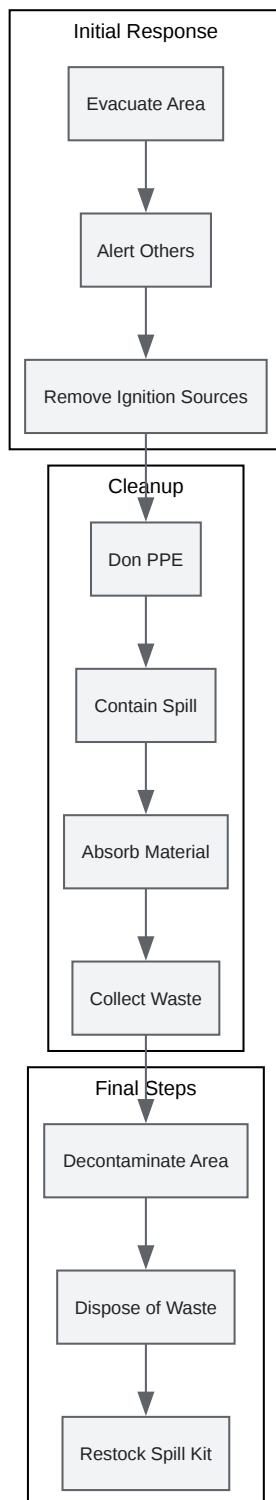 Initial Response
Evacuate Area
Alert Others
Remove Ignition Sources
Cleanup
Don PPE
Contain Spill
Absorb Material
Collect Waste
Final Steps
Decontaminate Area
Dispose of Waste
Restock Spill Kit